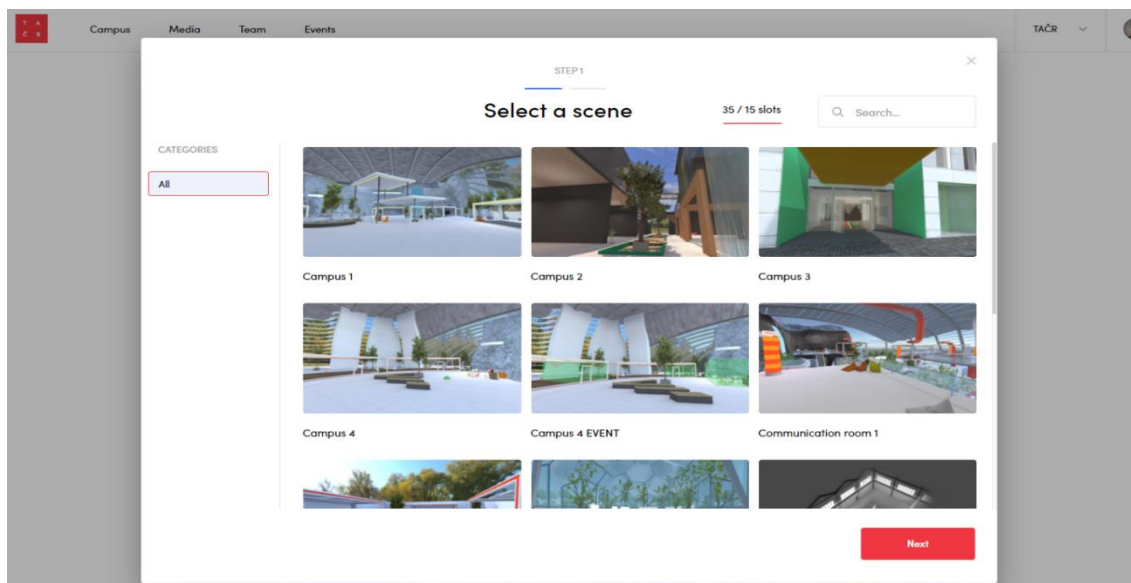 T A
Č R
Campus Media Team Events TAČR
STEP 1
Select a scene
35 / 15 slots
Search...
CATEGORIES
All
Campus 1 Campus 2 Campus 3
Campus 4 Campus 4 EVENT Communication room 1
Next